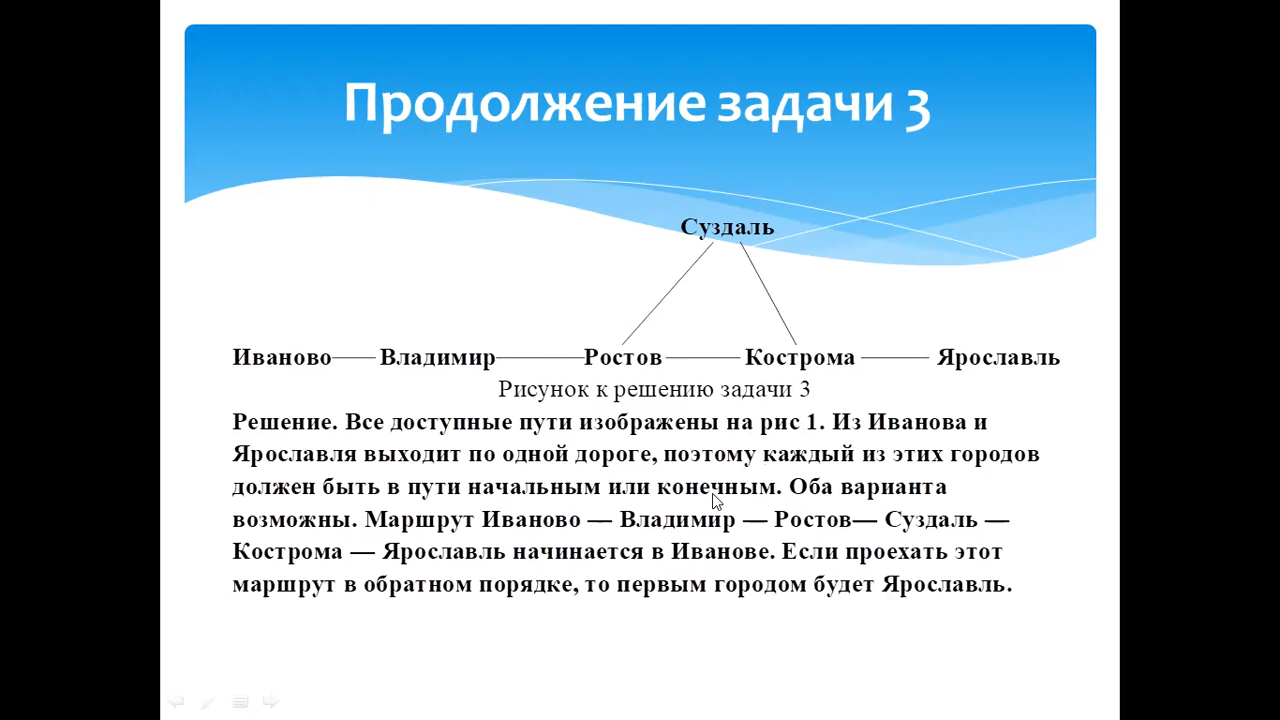 Продолжение задачи 3
Суздаль
Иваново Владимир Ростов Кострома Ярославль
Рисунок к решению задачи 3
Решение. Все доступные пути изображены на рис 1. Из Иванова и
Ярославля выходит по одной дороге, поэтому каждый из этих городов
должен быть в пути начальным или конечным. Оба варианта
возможны. Маршрут Иваново — Владимир — Ростов— Суздаль —
Кострома — Ярославль начинается в Иванове. Если проехать этот
маршрут в обратном порядке, то первым городом будет Ярославль.